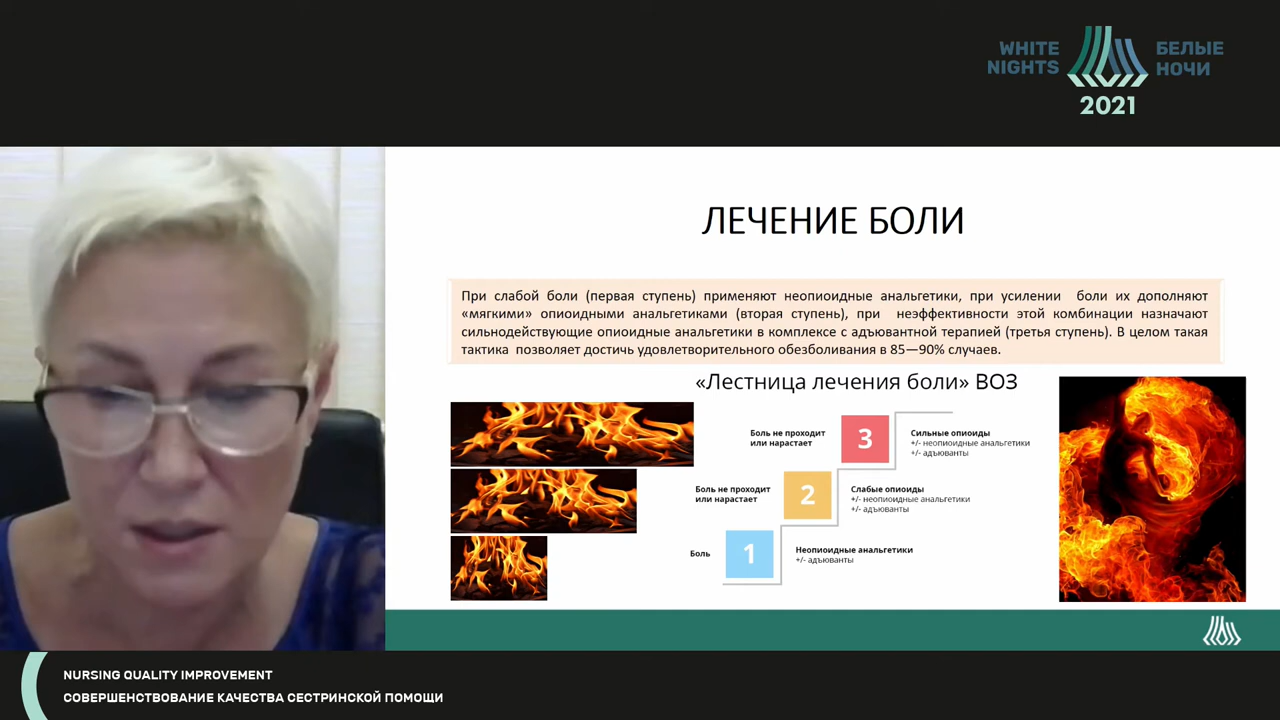 WHITE
NIGHTS
БЕЛЫЕ
НОЧИ
2021
ЛЕЧЕНИЕ БОЛИ
При слабой боли (первая ступень) применяют неопиоидные анальгетики, при усилении боли их дополняют
«мягкими» опиоидными анальгетиками (вторая ступень), при неэффективности этой комбинации назначают
сильнодействующие опиоидные анальгетики в комплексе с адъювантной терапией (третья ступень). В целом такая
тактика позволяет достичь удовлетворительного обезболивания в 85—90% случаев.
«Лестница лечения боли» ВОЗ
Боль не проходит
или нарастает
3
Сильные опиоиды
+/- неопиоидные анальгетики
+/- адъюванты
Боль не проходит
или нарастает
2
Слабые опиоиды
+/- неопиоидные анальгетики
+/- адъюванты
Боль
1
Неопиоидные анальгетики
+/- адъюванты
NURSING QUALITY IMPROVEMENT
СОВЕРШЕНСТВОВАНИЕ КАЧЕСТВА СЕСТРИНСКОЙ ПОМОЩИ